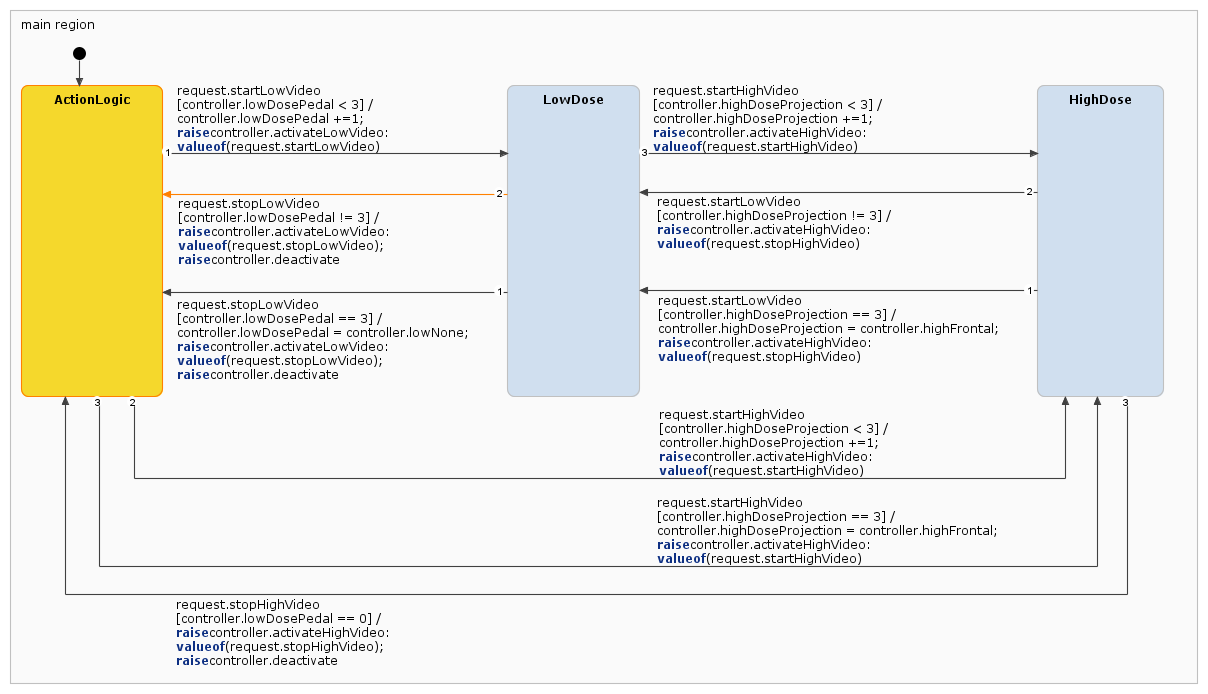 main region
ActionLogic
request.startLowVideo
[controller.lowDosePedal < 3] /
controller.lowDosePedal +=1;
raisecontroller.activateLowVideo:
valueof(request.startLowVideo)
1
LowDose
request.startHighVideo
[controller.highDoseProjection < 3] /
controller.highDoseProjection +=1;
raisecontroller.activateHighVideo:
valueof(request.startHighVideo)
3
HighDose
2
request.stopLowVideo
[controller.lowDosePedal != 3] /
raisecontroller.activateLowVideo:
valueof(request.stopLowVideo);
raisecontroller.deactivate
2
request.startLowVideo
[controller.highDoseProjection != 3] /
raisecontroller.activateHighVideo:
valueof(request.stopHighVideo)
1
request.stopLowVideo
[controller.lowDosePedal == 3] /
controller.lowDosePedal = controller.lowNone;
raisecontroller.activateLowVideo:
valueof(request.stopLowVideo);
raisecontroller.deactivate
1
request.startLowVideo
[controller.highDoseProjection == 3] /
controller.highDoseProjection = controller.highFrontal;
raisecontroller.activateHighVideo:
valueof(request.stopHighVideo)
3
2
3
request.startHighVideo
[controller.highDoseProjection < 3] /
controller.highDoseProjection +=1;
raisecontroller.activateHighVideo:
valueof(request.startHighVideo)
request.startHighVideo
[controller.highDoseProjection == 3] /
controller.highDoseProjection = controller.highFrontal;
raisecontroller.activateHighVideo:
valueof(request.startHighVideo)
request.stopHighVideo
[controller.lowDosePedal == 0] /
raisecontroller.activateHighVideo:
valueof(request.stopHighVideo);
raisecontroller.deactivate